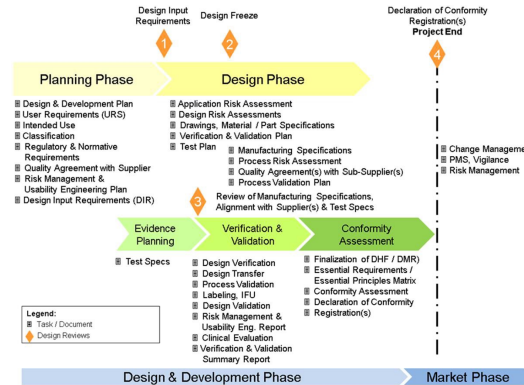 Design Input
Requirements
Design Freeze
Declaration of Conformity
Registration(s)
Project End
1
2
4
Planning Phase
Design Phase
Design & Development Plan
User Requirements (URS)
Intended Use
Classification
Regulatory & Normative
Requirements
Quality Agreement with Supplier
Risk Management &
Usability Engineering Plan
Design Input Requirements (DIR)
Application Risk Assessment
Design Risk Assessments
Drawings, Material / Part Specifications
Verification & Validation Plan
Test Plan
Manufacturing Specifications
Process Risk Assessment
Quality Agreement(s) with Sub-Supplier(s)
Process Validation Plan
Change Manageme
PMS, Vigilance
Risk Management
3
Review of Manufacturing Specifications,
Alignment with Supplier(s) & Test Specs
Evidence
Planning
Verification &
Validation
Conformity
Assessment
Test Specs
Design Verification
Design Transfer
Process Validation
Labeling, IFU
Design Validation
Risk Management &
Usability Eng. Report
Clinical Evaluation
Verification & Validation
Summary Report
Finalization of DHF / DMR)
Essential Requirements /
Essential Principles Matrix
Conformity Assessment
Declaration of Conformity
Registration(s)
Legend:
Task / Document
Design Reviews
Design & Development Phase
Market Phase